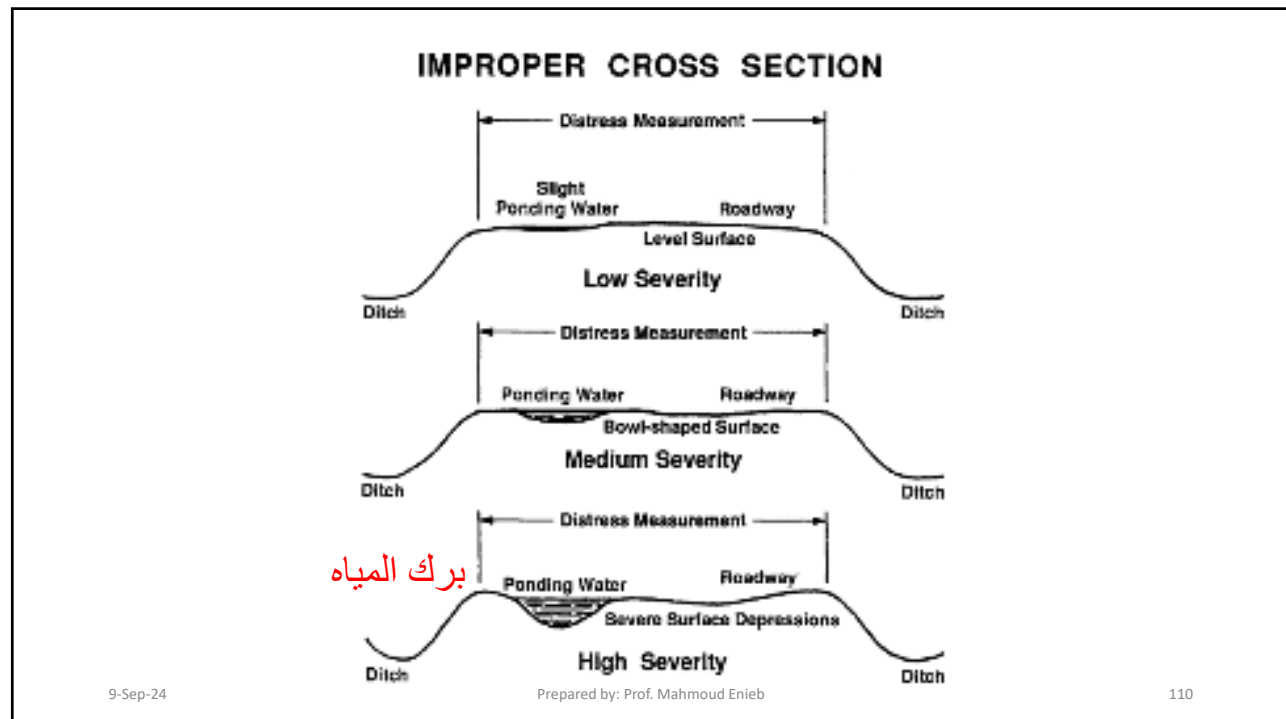 IMPROPER CROSS SECTION
Distress Measurement
Slight
Ponding Water
Roadway
Level Surface
Low Severity
Ditch
Ditch
Distress Measurement
Ponding Water
Roadway
Bowl-shaped Surface
Medium Severity
Ditch
Ditch
Distress Measurement
برك المياه
Ponding Water
Roadway
Severe Surface Depressions
High Severity
Ditch
Ditch
9-Sep-24
Prepared by: Prof. Mahmoud Enieb
110